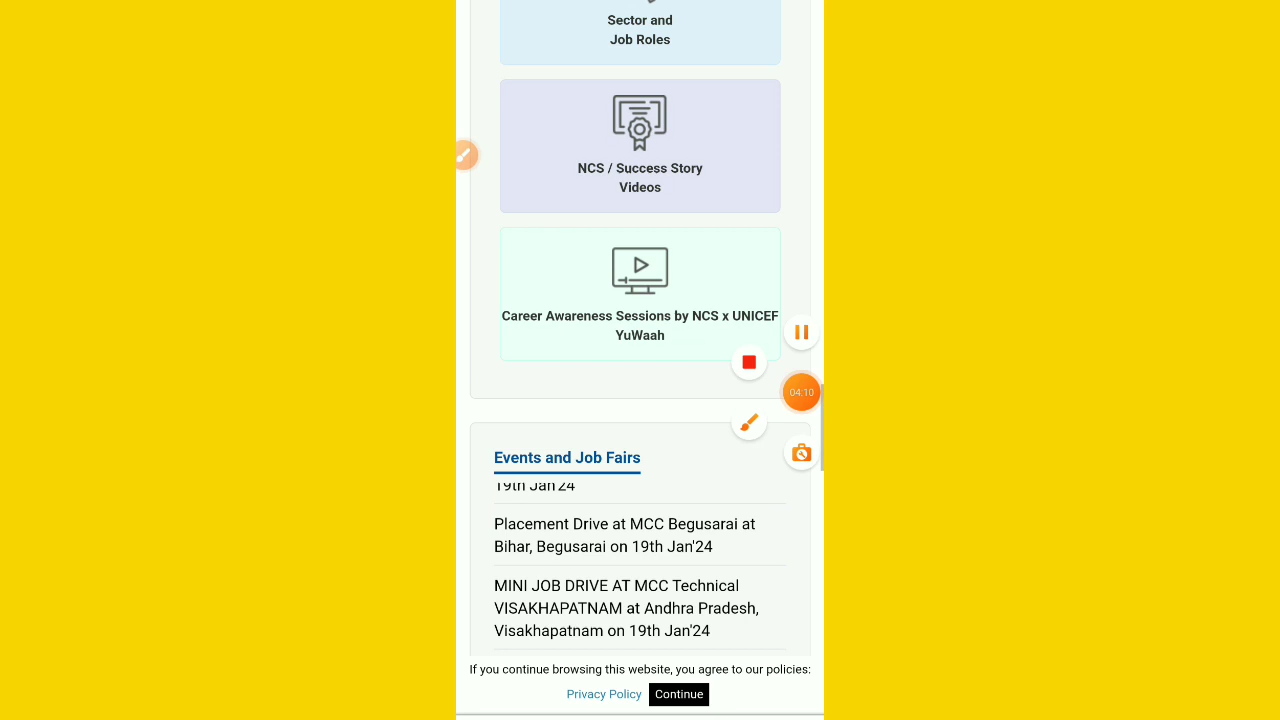 Sector and
Job Roles
NCS / Success Story
Videos
Career Awareness Sessions by NCS x UNICEF
YuWaah
04:10
Events and Job Fairs
19th Jan'24
Placement Drive at MCC Begusarai at
Bihar, Begusarai on 19th Jan'24
MINI JOB DRIVE AT MCC Technical
VISAKHAPATNAM at Andhra Pradesh,
Visakhapatnam on 19th Jan'24
If you continue browsing this website, you agree to our policies:
Privacy Policy Continue